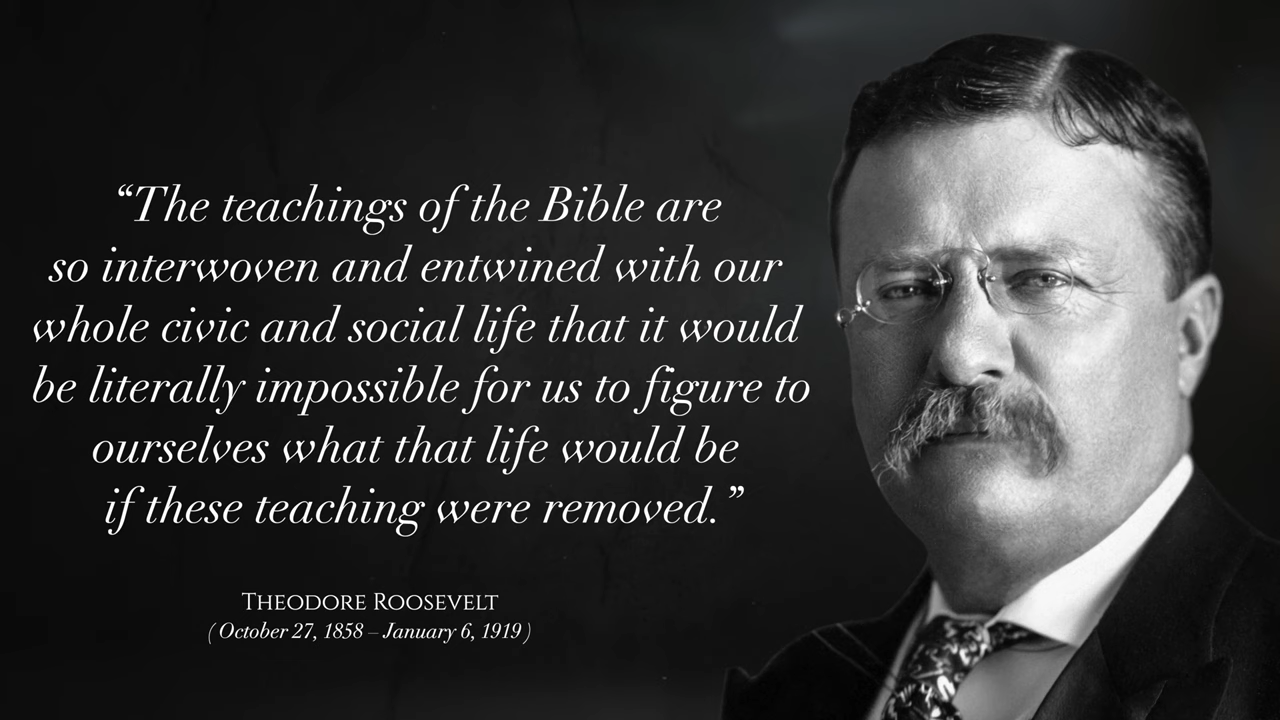 “The teachings of the Bible are
so interwoven and entwined with our
whole civic and social life that it would
be literally impossible for us to figure to
ourselves what that life would be
if these teaching were removed.”
Theodore Roosevelt
( October 27, 1858 – January 6, 1919 )